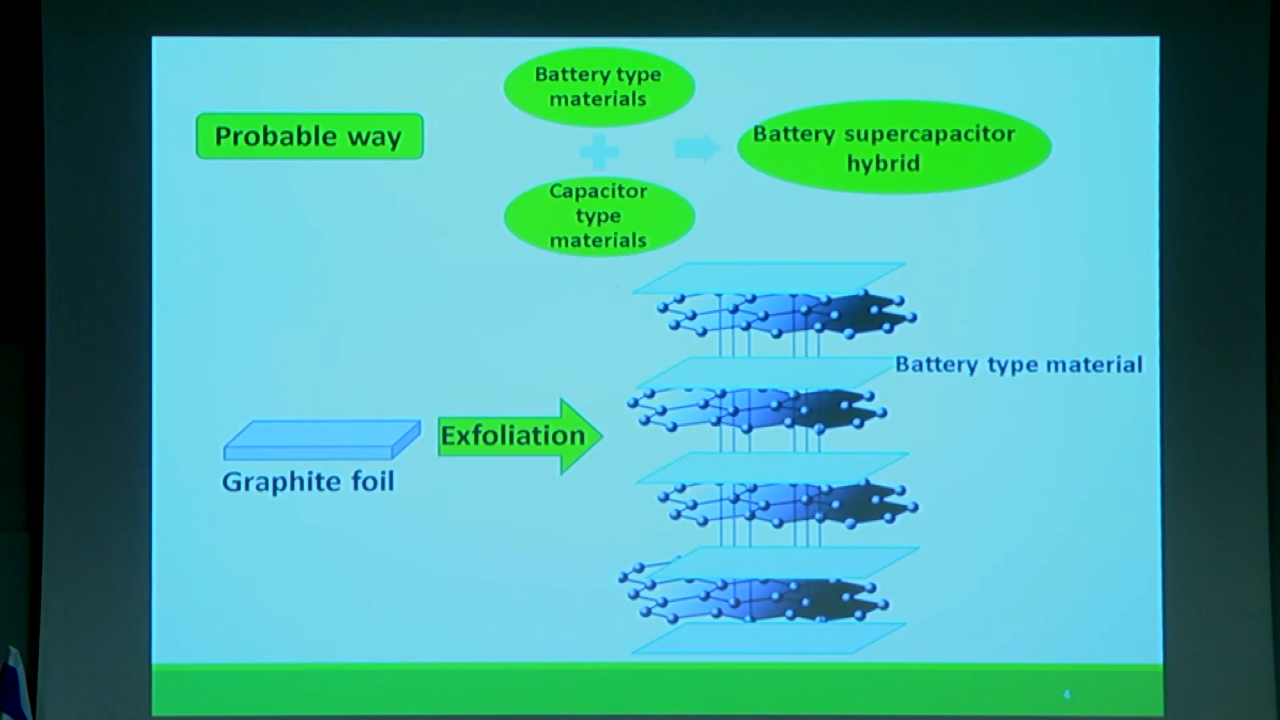 Probable way
Battery type
materials
Capacitor
type
materials
Battery supercapacitor
hybrid
Battery type material
Exfoliation
Graphite foil
4